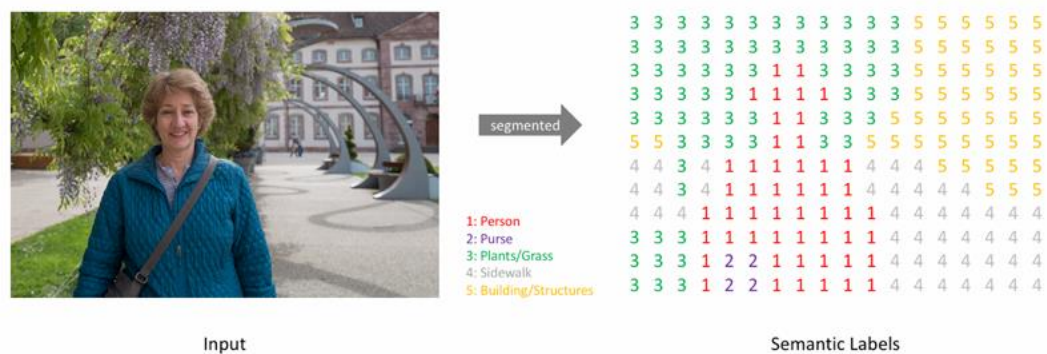 3 3 3 3 3 3 3 3 3 3 3 3 5 5 5 5 5 5
3 3 3 3 3 3 3 3 3 3 3 3 5 5 5 5 5 5
3 3 3 3 3 3 1 1 3 3 3 3 5 5 5 5 5 5
3 3 3 3 3 1 1 1 1 3 3 3 5 5 5 5 5 5
3 3 3 3 3 3 1 1 3 3 3 5 5 5 5 5 5 5
5 5 3 3 3 3 1 1 3 3 5 5 5 5 5 5 5 5
4 4 3 4 1 1 1 1 1 1 4 4 4 5 5 5 5 5
4 4 3 4 1 1 1 1 1 1 4 4 4 4 4 5 5 5
4 4 4 1 1 1 1 1 1 1 1 4 4 4 4 4 4 4
3 3 3 1 1 1 1 1 1 1 1 4 4 4 4 4 4 4
3 3 3 1 2 2 1 1 1 1 1 4 4 4 4 4 4 4
3 3 3 1 2 2 1 1 1 1 1 4 4 4 4 4 4 4
segmented
1: Person
2: Purse
3: Plants/Grass
4: Sidewalk
5: Building/Structures
Input
Semantic Labels